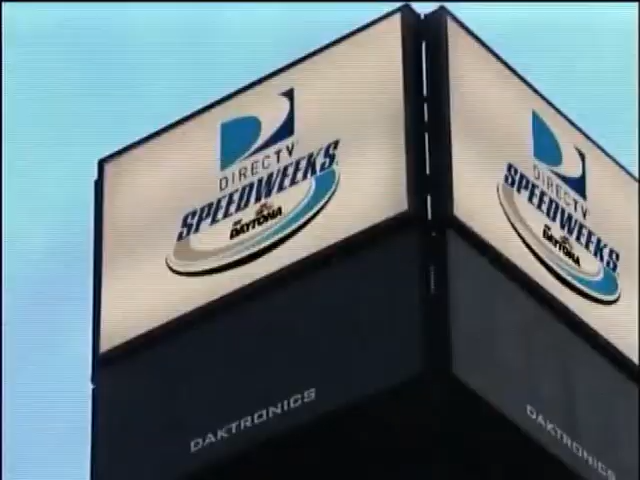 DIRECTV
SPEEDWEEKS
DAYTONA
DAKTRONICS
DIRECTV
SPEEDWEEKS
DAYTONA
DAKTRONICS